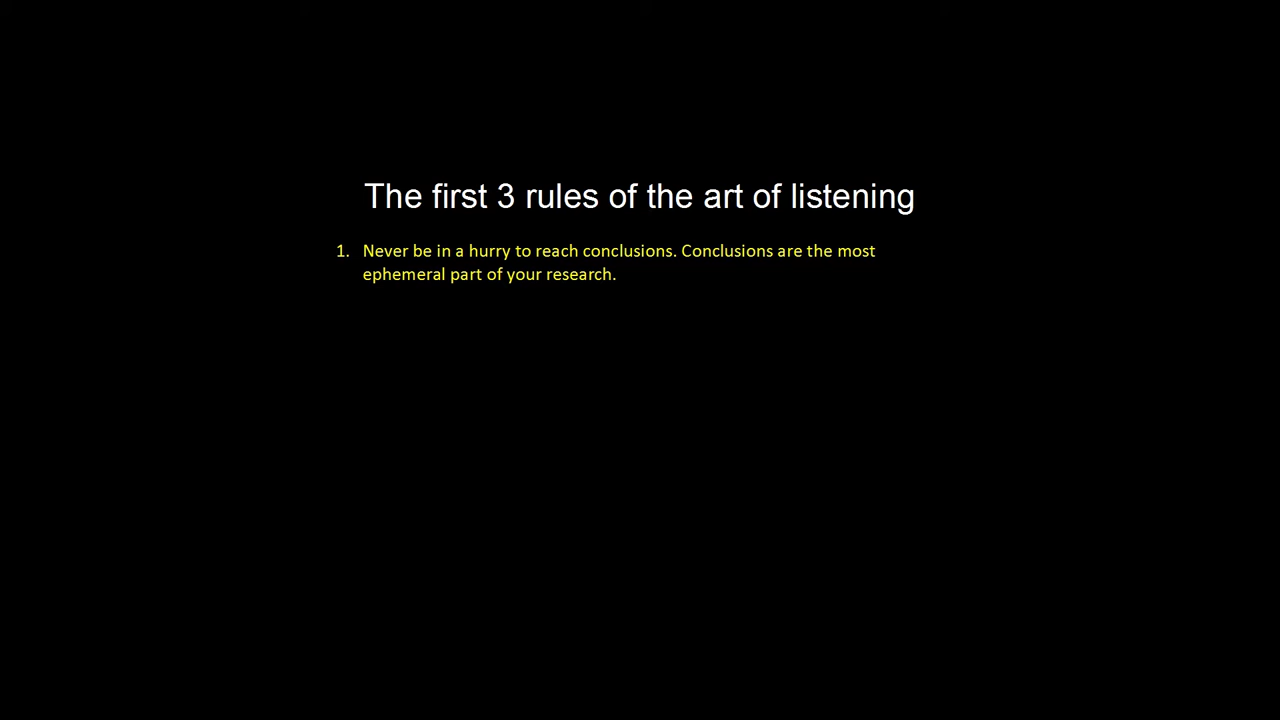 The first 3 rules of the art of listening
1. Never be in a hurry to reach conclusions. Conclusions are the most
ephemeral part of your research.